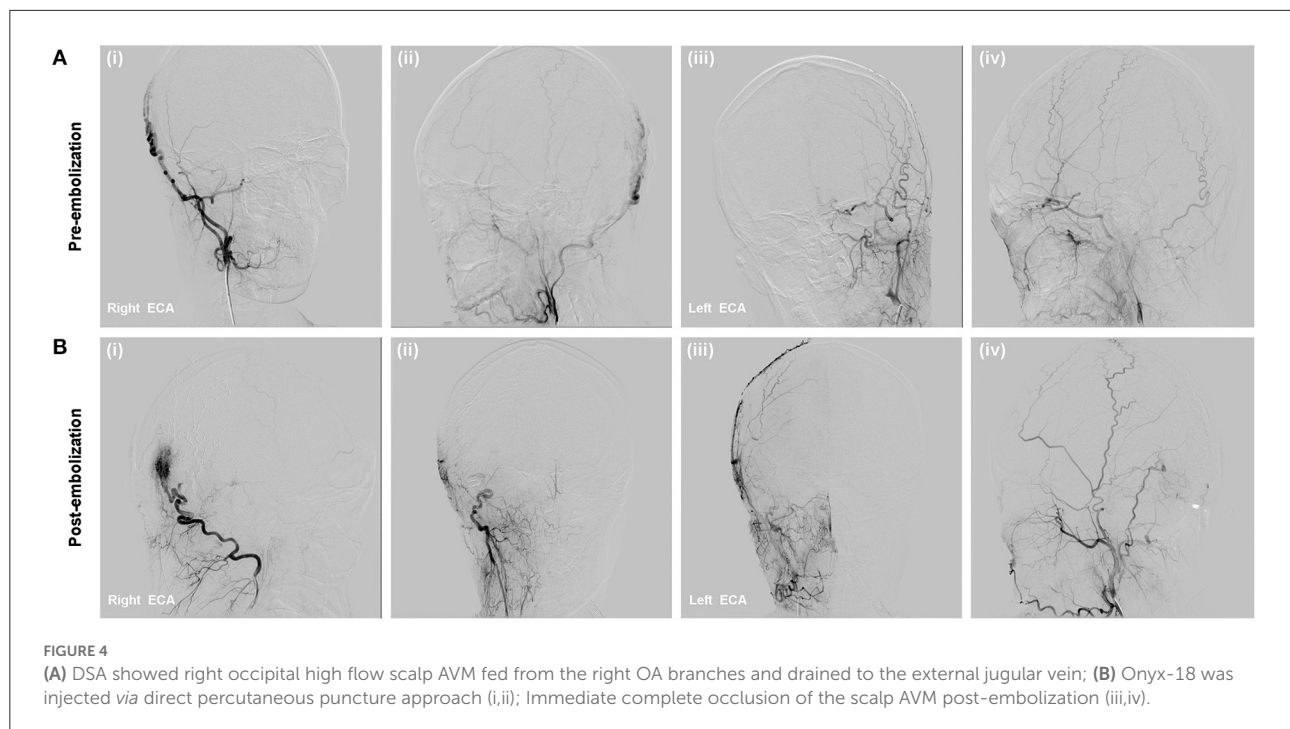 A
Pre-embolization
(i)
(ii)
(iii)
(iv)
Right ECA
Left ECA
B
Post-embolization
(i)
(ii)
(iii)
(iv)
Right ECA
Left ECA
FIGURE 4
(A) DSA showed right occipital high flow scalp AVM fed from the right OA branches and drained to the external jugular vein; (B) Onyx-18 was
injected via direct percutaneous puncture approach (i,ii); Immediate complete occlusion of the scalp AVM post-embolization (iii,iv).